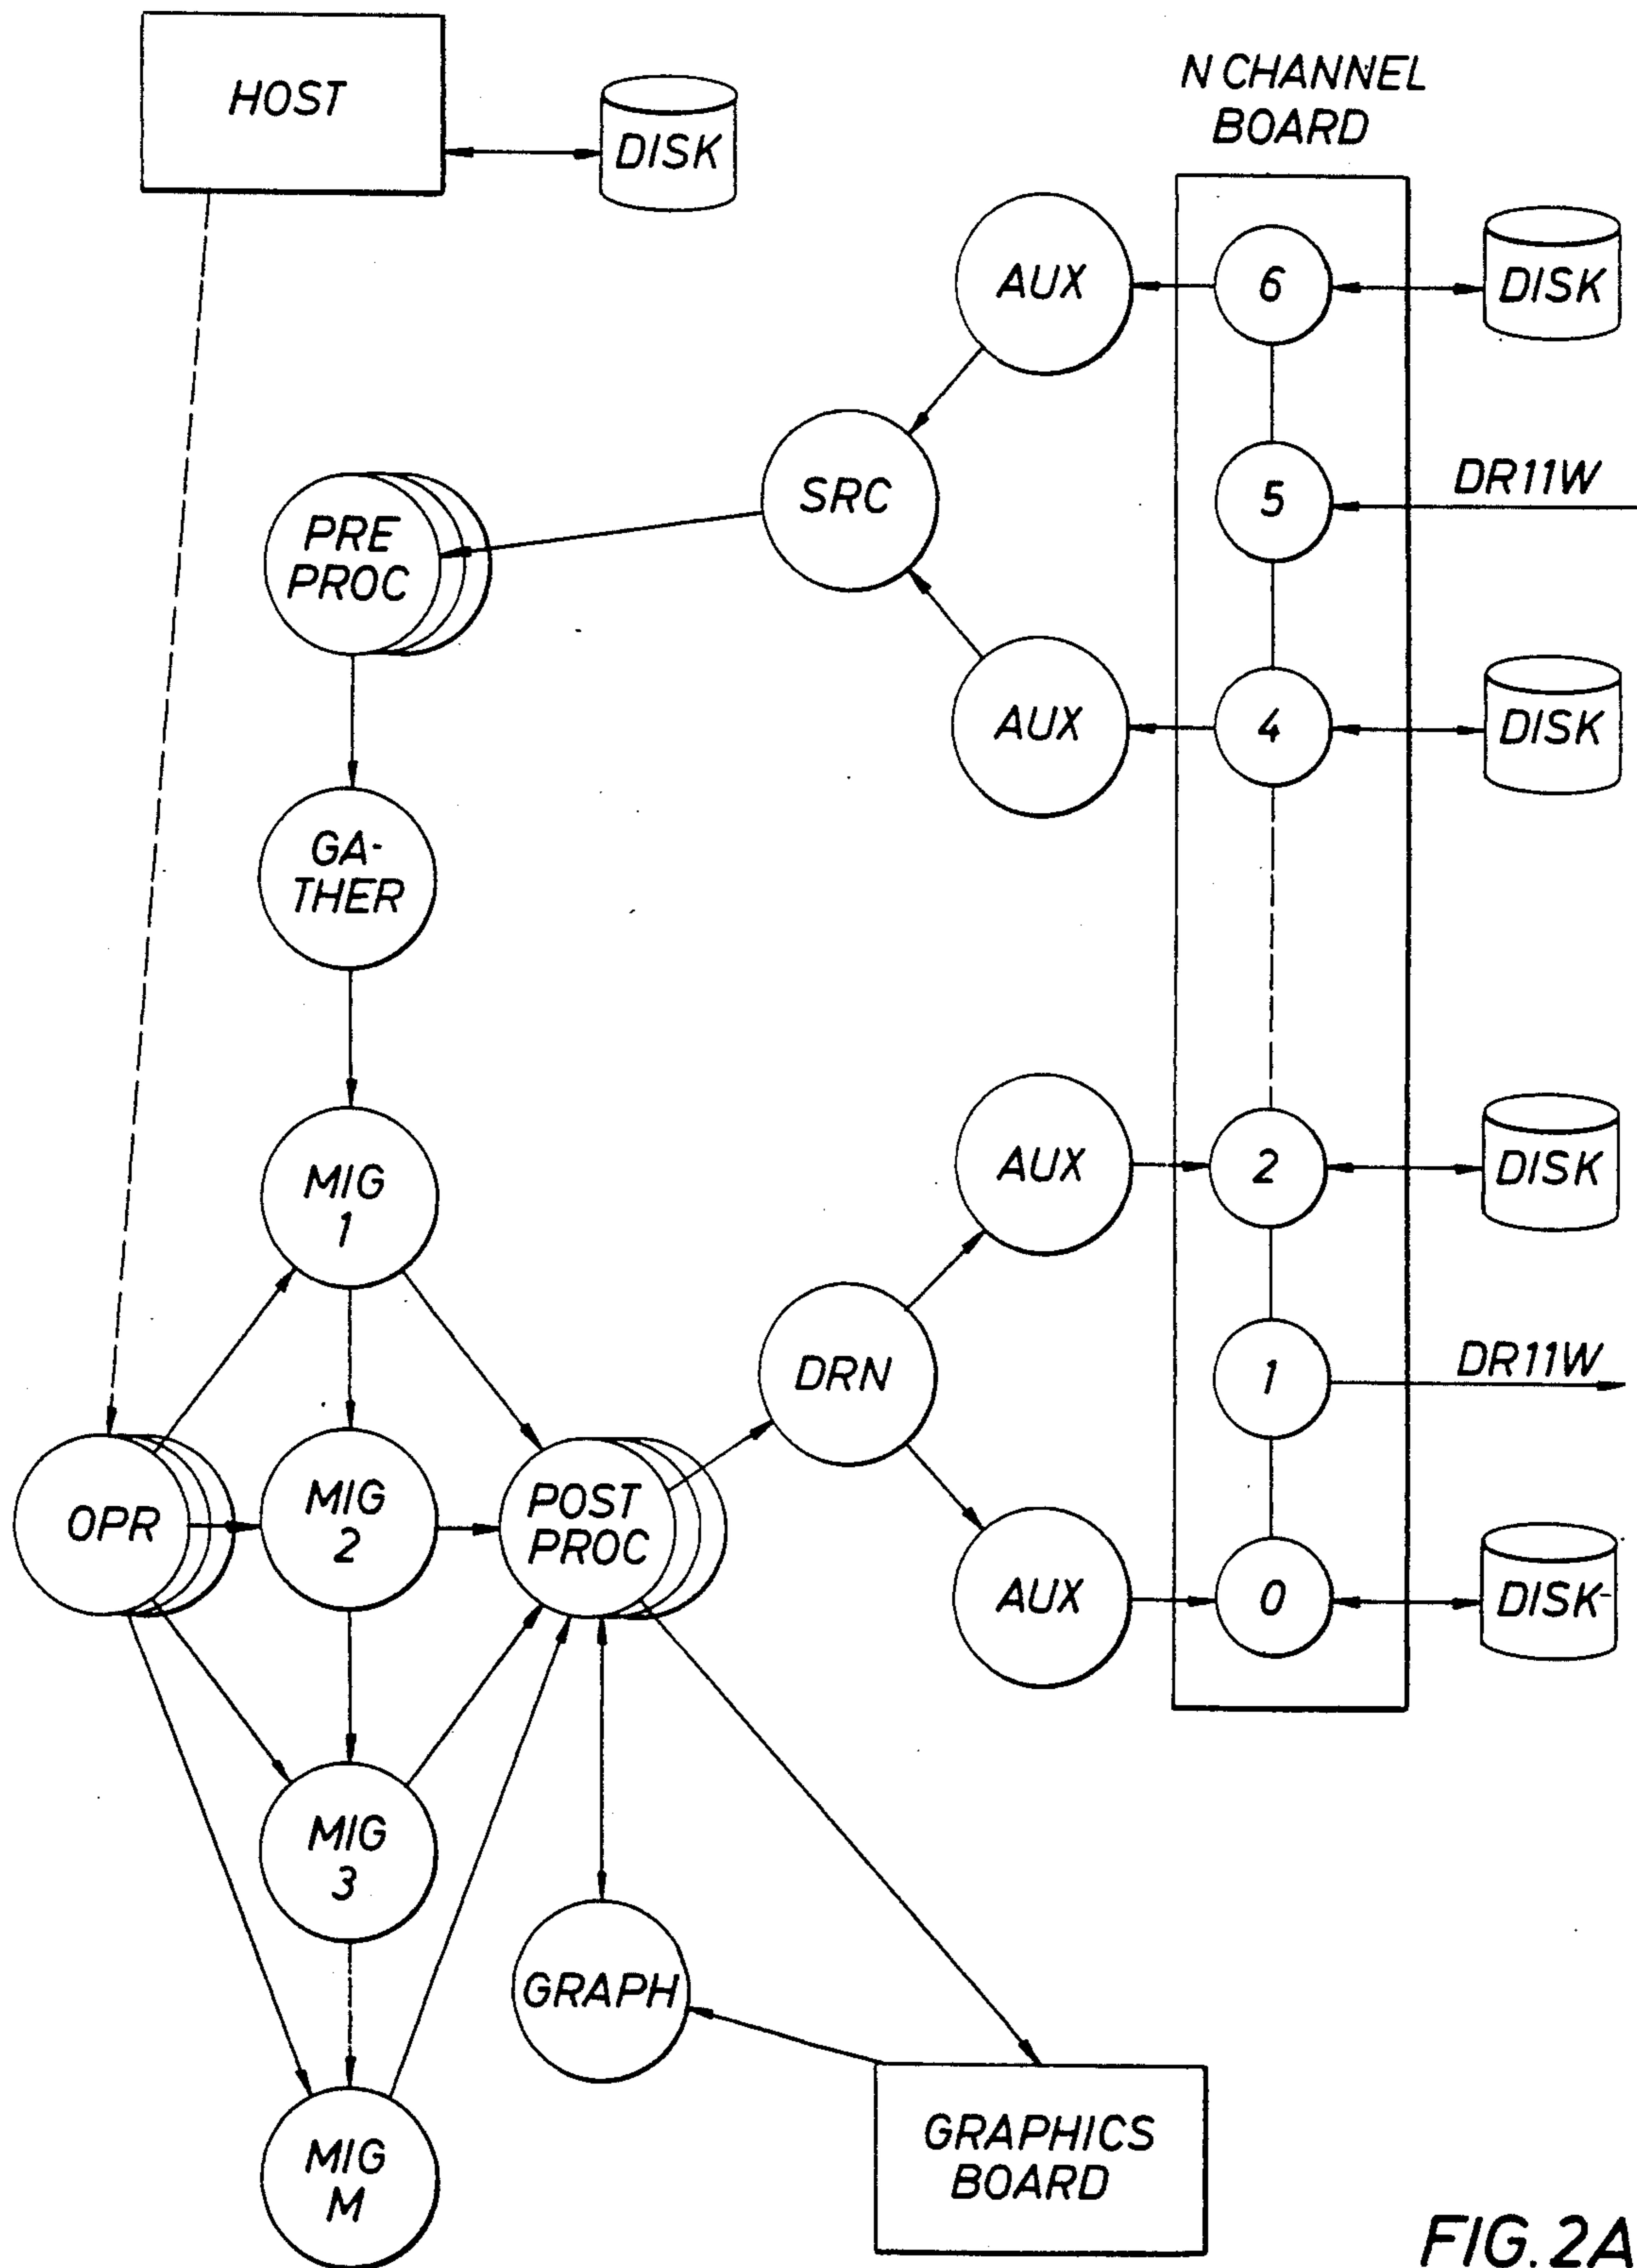 HOST
DISK
N CHANNEL
BOARD
AUX
6
DISK
SRC
5
DR11W
PRE
PROC
AUX
4
DISK
GA-
THER
MIG
1
AUX
2
DISK
DRN
1
DR11W
OPR
MIG
2
POST
PROC
AUX
0
DISK
MIG
3
GRAPH
MIG
M
GRAPHICS
BOARD
FIG. 2A